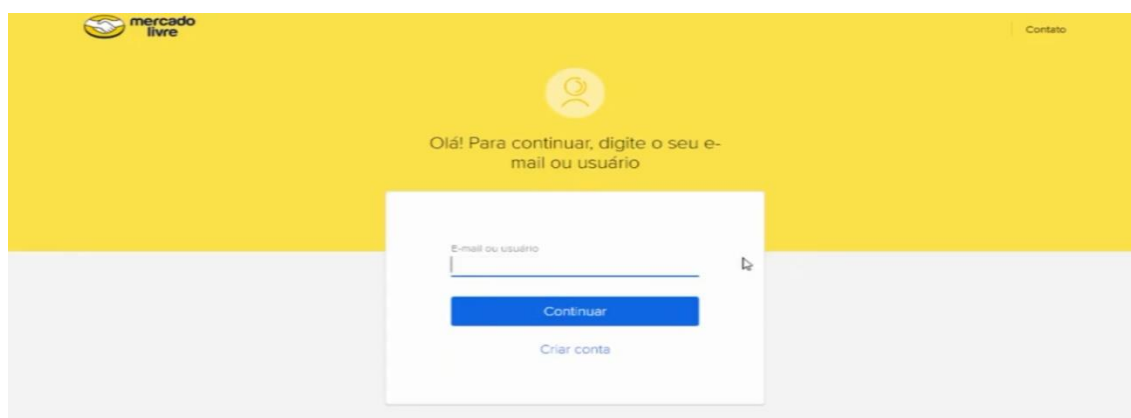 mercado
livre
Contato
Olá! Para continuar, digite o seu e-
mail ou usuário
E-mail ou usuário
Continuar
Criar conta